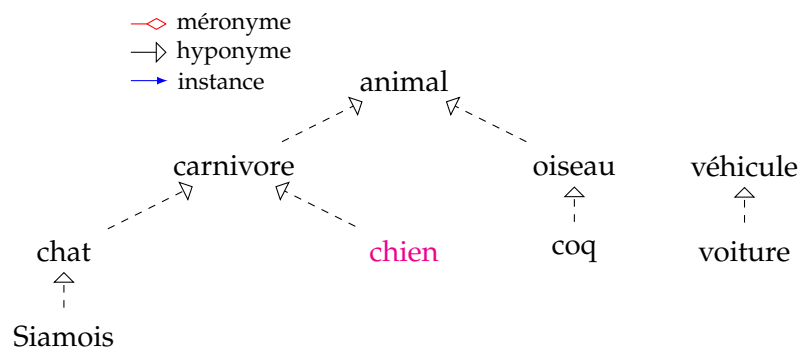 méronyme
hyponyme
instance
animal
carnivore oiseau véhicule
chat chien coq voiture
Siamois